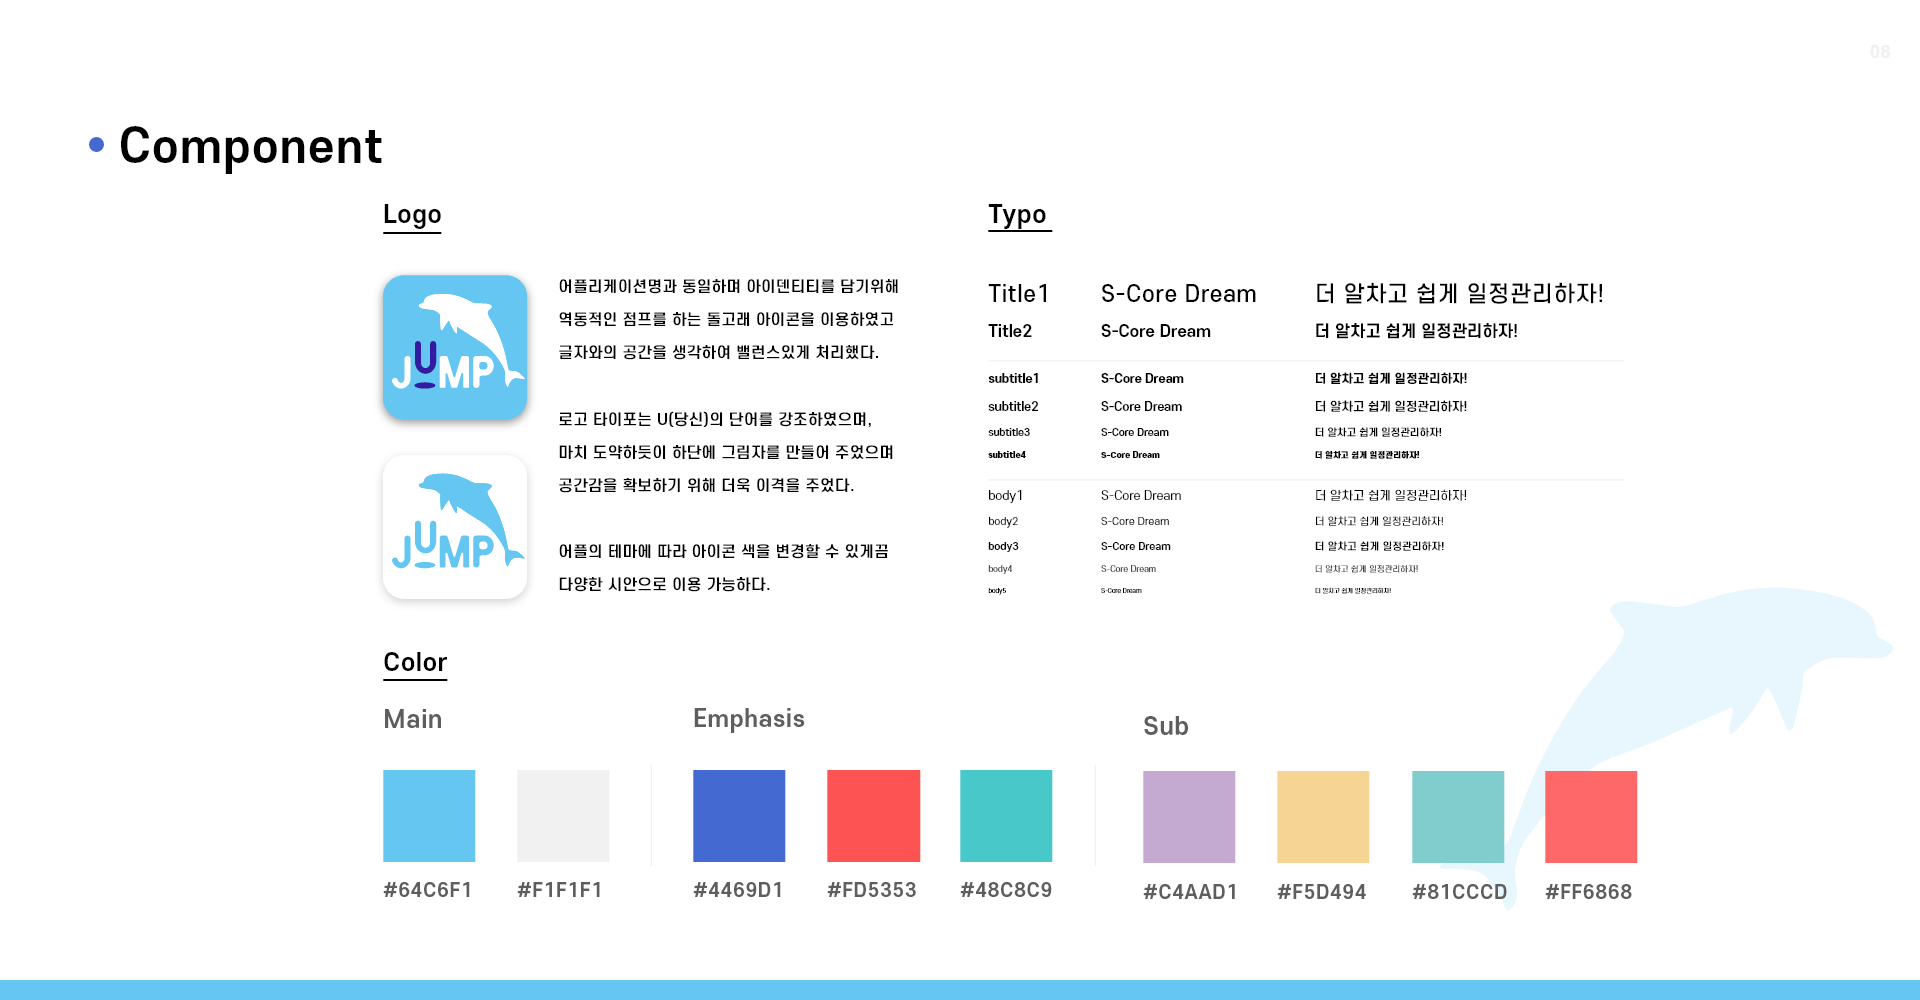 08
Component
Logo
JUMP
JUMP
어플리케이션명과 동일하며 아이덴티티를 담기위해
역동적인 점프를 하는 돌고래 아이콘을 이용하였고
글자와의 공간을 생각하여 밸런스있게 처리했다.
로고 타이포는 U(당신)의 단어를 강조하였으며,
마치 도약하듯이 하단에 그림자를 만들어 주었으며
공간감을 확보하기 위해 더욱 이격을 주었다.
어플의 테마에 따라 아이콘 색을 변경할 수 있게끔
다양한 시안으로 이용 가능하다.
Typo
Title1 S-Core Dream 더 알차고 쉽게 일정관리하자!
Title2 S-Core Dream 더 알차고 쉽게 일정관리하자!
subtitle1 S-Core Dream 더 알차고 쉽게 일정관리하자!
subtitle2 S-Core Dream 더 알차고 쉽게 일정관리하자!
subtitle3 S-Core Dream 더 알차고 쉽게 일정관리하자!
subtitle4 S-Core Dream 더 알차고 쉽게 일정관리하자!
body1 S-Core Dream 더 알차고 쉽게 일정관리하자!
body2 S-Core Dream 더 알차고 쉽게 일정관리하자!
body3 S-Core Dream 더 알차고 쉽게 일정관리하자!
body4 S-Core Dream 더 알차고 쉽게 일정관리하자!
body5 S-Core Dream 더 알차고 쉽게 일정관리하자!
Color
Main
#64C6F1 #F1F1F1
Emphasis
#4469D1 #FD5353 #48C8C9
Sub
#C4AAD1 #F5D494 #81CCCD #FF6868